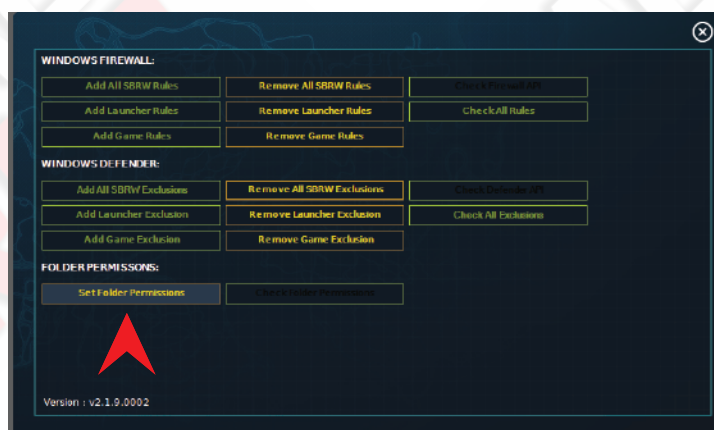 WINDOWS FIREWALL:
Add All SBRW Rules Remove All SBRW Rules Check Firewall API
Add Launcher Rules Remove Launcher Rules Check All Rules
Add Game Rules Remove Game Rules
WINDOWS DEFENDER:
Add All SBRW Exclusions Remove All SBRW Exclusions Check Defender API
Add Launcher Exclusion Remove Launcher Exclusion Check All Exclusions
Add Game Exclusion Remove Game Exclusion
FOLDER PERMISSONS:
Set Folder Permissions Check Folder Permissions
Version : v2.1.9.0002